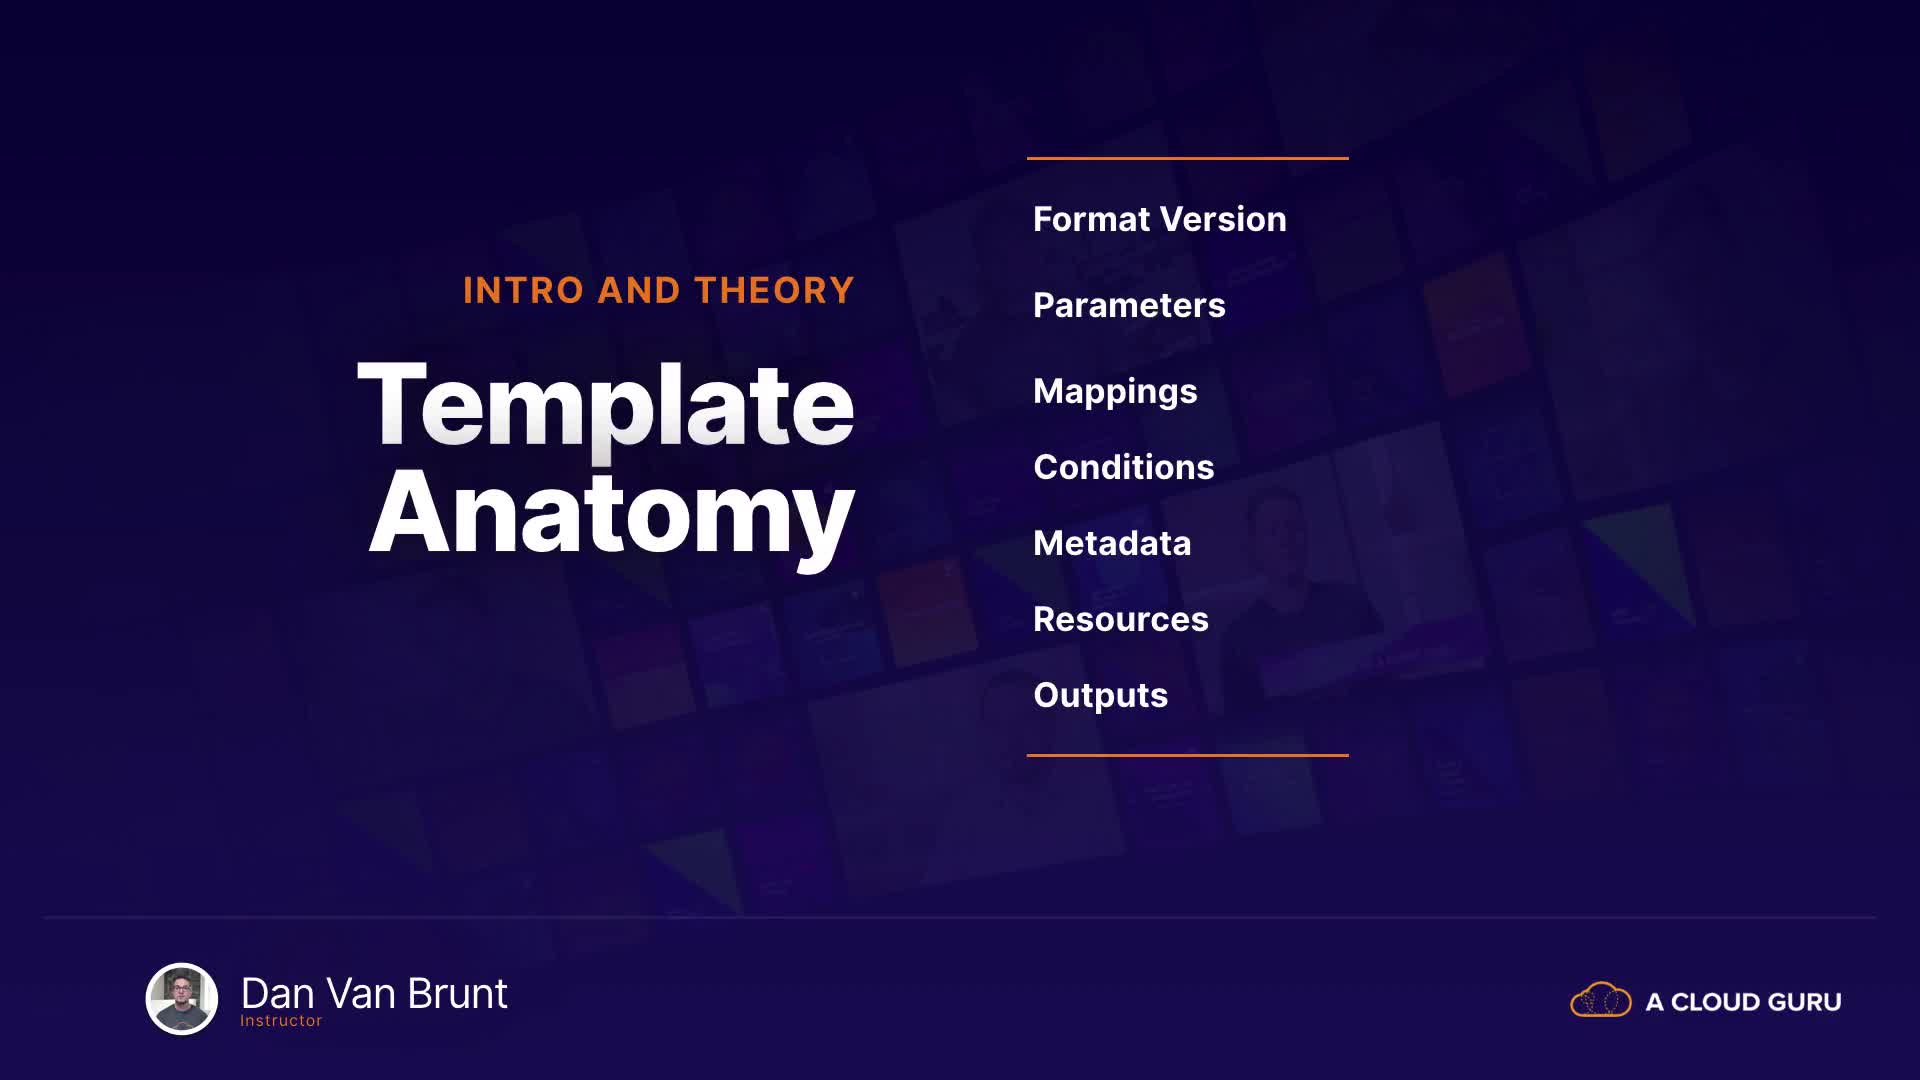 INTRO AND THEORY
Template
Anatomy
Format Version
Parameters
Mappings
Conditions
Metadata
Resources
Outputs
Dan Van Brunt
Instructor
A CLOUD GURU